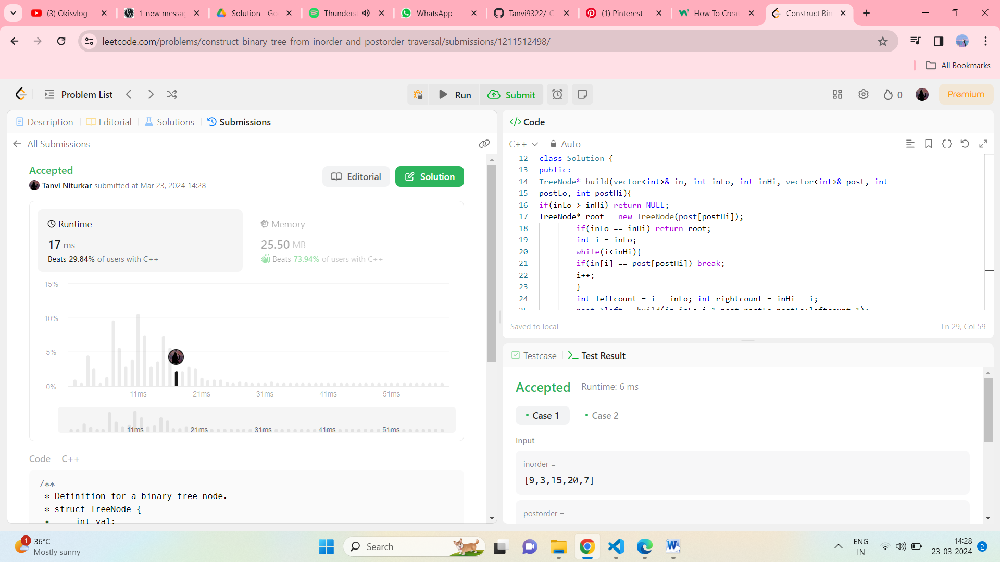 (3) Okisvlog -
1 new messa
Solution - Go
Thunders
WhatsApp
Tanvi9322/-C
(1) Pinterest
How To Creat
Construct Bin
leetcode.com/problems/construct-binary-tree-from-inorder-and-postorder-traversal/submissions/1211512498/
All Bookmarks
Problem List
Run
Submit
0
Premium
Description
Editorial
Solutions
Submissions
All Submissions
Accepted
Tanvi Niturkar submitted at Mar 23, 2024 14:28
Editorial
Solution
Runtime
17 ms
Beats 29.84% of users with C++
Memory
25.50 MB
Beats 73.94% of users with C++
15%
10%
5%
0%
11ms 21ms 31ms 41ms 51ms
11ms 21ms 31ms 41ms 51ms
Code C++
/**
* Definition for a binary tree node.
* struct TreeNode {
* int val;
</> Code
C++ Auto
12 class Solution {
13 public:
14 TreeNode* build(vector<int>& in, int inLo, int inHi, vector<int>& post, int
15 postLo, int postHi){
16 if(inLo > inHi) return NULL;
17 TreeNode* root = new TreeNode(post[postHi]);
18 if(inLo == inHi) return root;
19 int i = inLo;
20 while(i<inHi){
21 if(in[i] == post[postHi]) break;
22 i++;
23 }
24 int leftcount = i - inLo; int rightcount = inHi - i;
Saved to local
Ln 29, Col 59
Testcase
Test Result
Accepted
Runtime: 6 ms
Case 1
Case 2
Input
inorder =
[9,3,15,20,7]
postorder =
1
36°C
Mostly sunny
Search
ENG
IN
14:28
23-03-2024
2